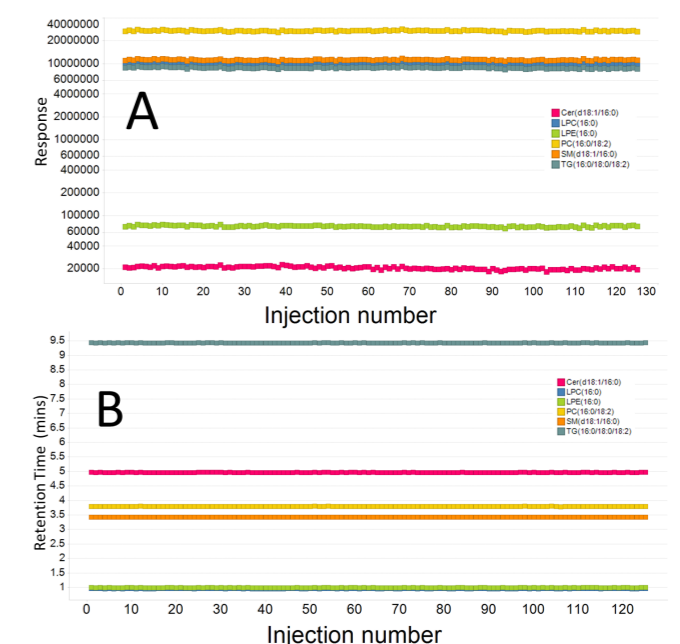 40000000
20000000
10000000
6000000
4000000
2000000
1000000
600000
400000
200000
100000
60000
40000
20000
Response
A
Cer(d18:1/16:0)
LPC(16:0)
LPE(16:0)
PC(16:0/18:2)
SM(d18:1/16:0)
TG(16:0/18:0/18:2)
0 10 20 30 40 50 60 70 80 90 100 110 120 130
Injection number
9.5
9
8.5
8
7.5
7
6.5
6
5.5
5
4.5
4
3.5
3
2.5
2
1.5
1
Retention Time (mins)
B
Cer(d18:1/16:0)
LPC(16:0)
LPE(16:0)
PC(16:0/18:2)
SM(d18:1/16:0)
TG(16:0/18:0/18:2)
0 10 20 30 40 50 60 70 80 90 100 110 120
Injection number